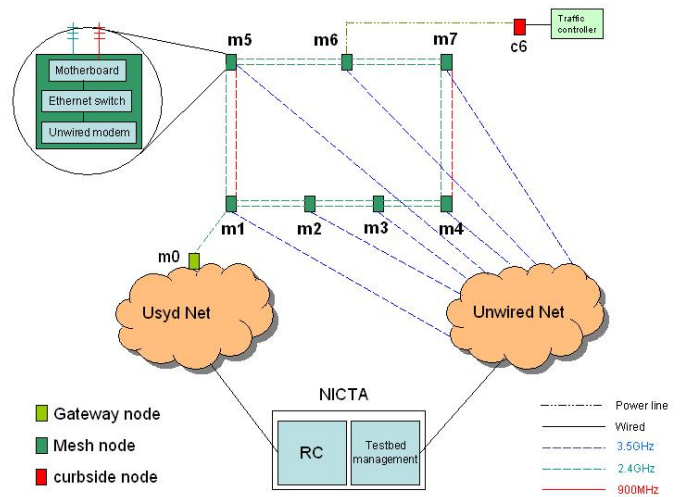 m5
m6
m7
c6
Traffic
controller
Motherboard
Ethernet switch
Unwired modem
m1
m2
m3
m4
m0
Usyd Net
Unwired Net
NICTA
RC
Testbed
management
Gateway node
Mesh node
curbside node
Power line
Wired
3.5GHz
2.4GHz
900MHz